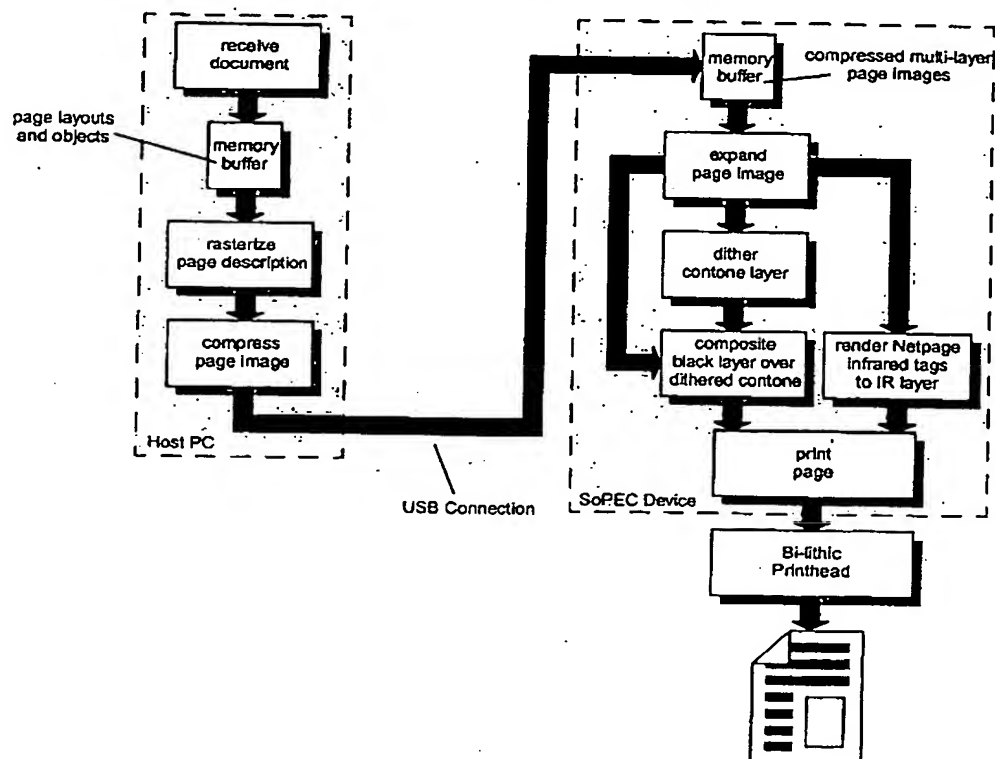 receive
document
page layouts
and objects
memory
buffer
rasterize
page description
compress
page image
Host PC
USB Connection
memory
buffer
compressed multi-layer
page images
expand
page image
dither
contone layer
composite
black layer over
dithered contone
render Netpage
infrared tags
to IR layer
print
page
SoPEC Device
Bi-lithic
Printhead